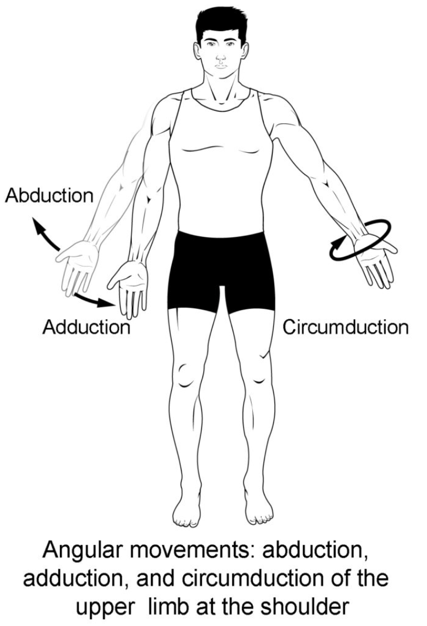 Abduction
Adduction
Circumduction
Angular movements: abduction,
adduction, and circumduction of the
upper limb at the shoulder